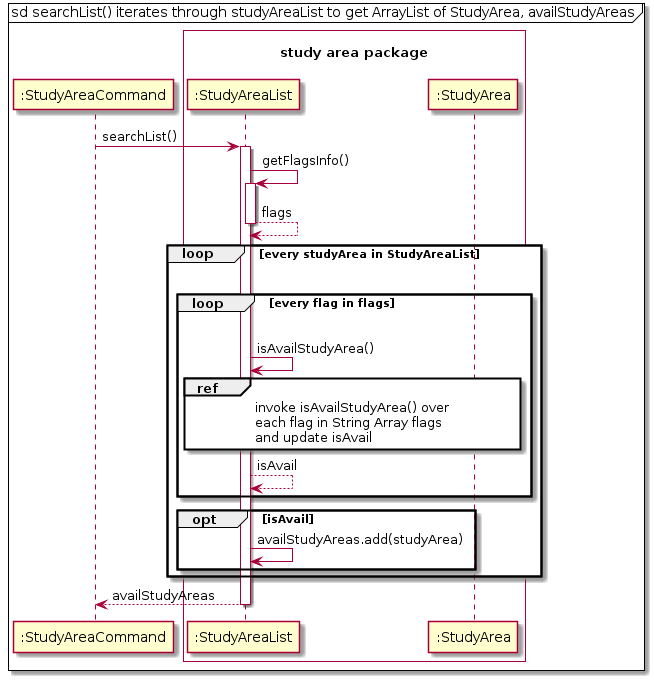 sd searchList() iterates through studyAreaList to get ArrayList of StudyArea, availStudyAreas
study area package
:StudyAreaCommand
:StudyAreaList
:StudyArea
searchList()
getFlagsInfo()
flags
loop
[every studyArea in StudyAreaList]
loop
[every flag in flags]
isAvailStudyArea()
ref
invoke isAvailStudyArea() over
each flag in String Array flags
and update isAvail
isAvail
opt
[isAvail]
availStudyAreas.add(studyArea)
availStudyAreas
:StudyAreaCommand
:StudyAreaList
:StudyArea